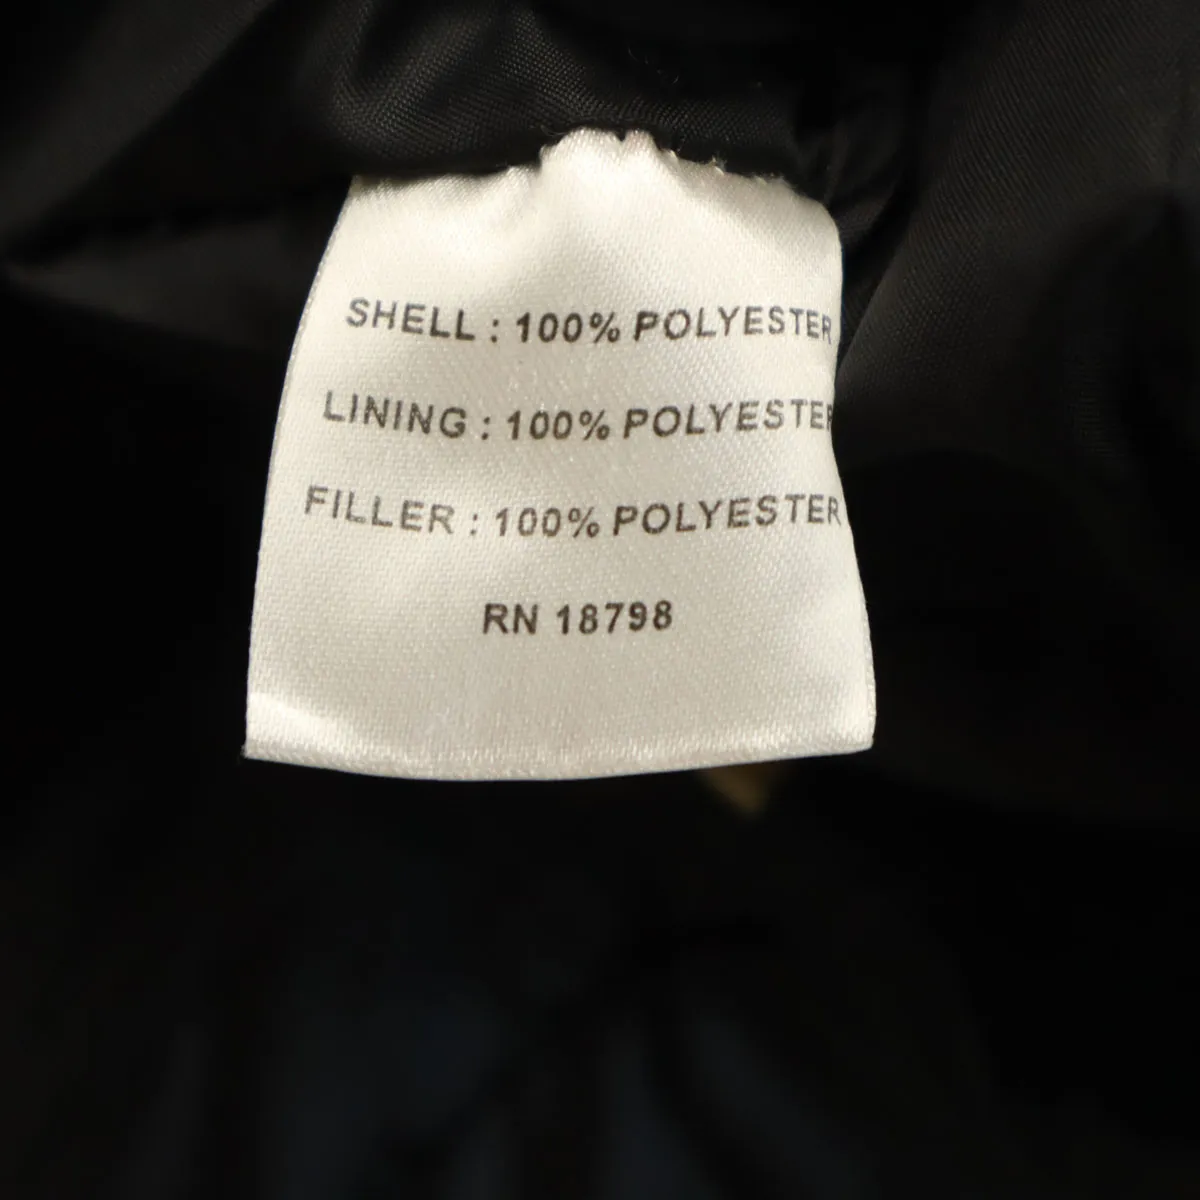 SHELL : 100% POLYESTER
LINING : 100% POLYESTER
FILLER : 100% POLYESTER
RN 18798